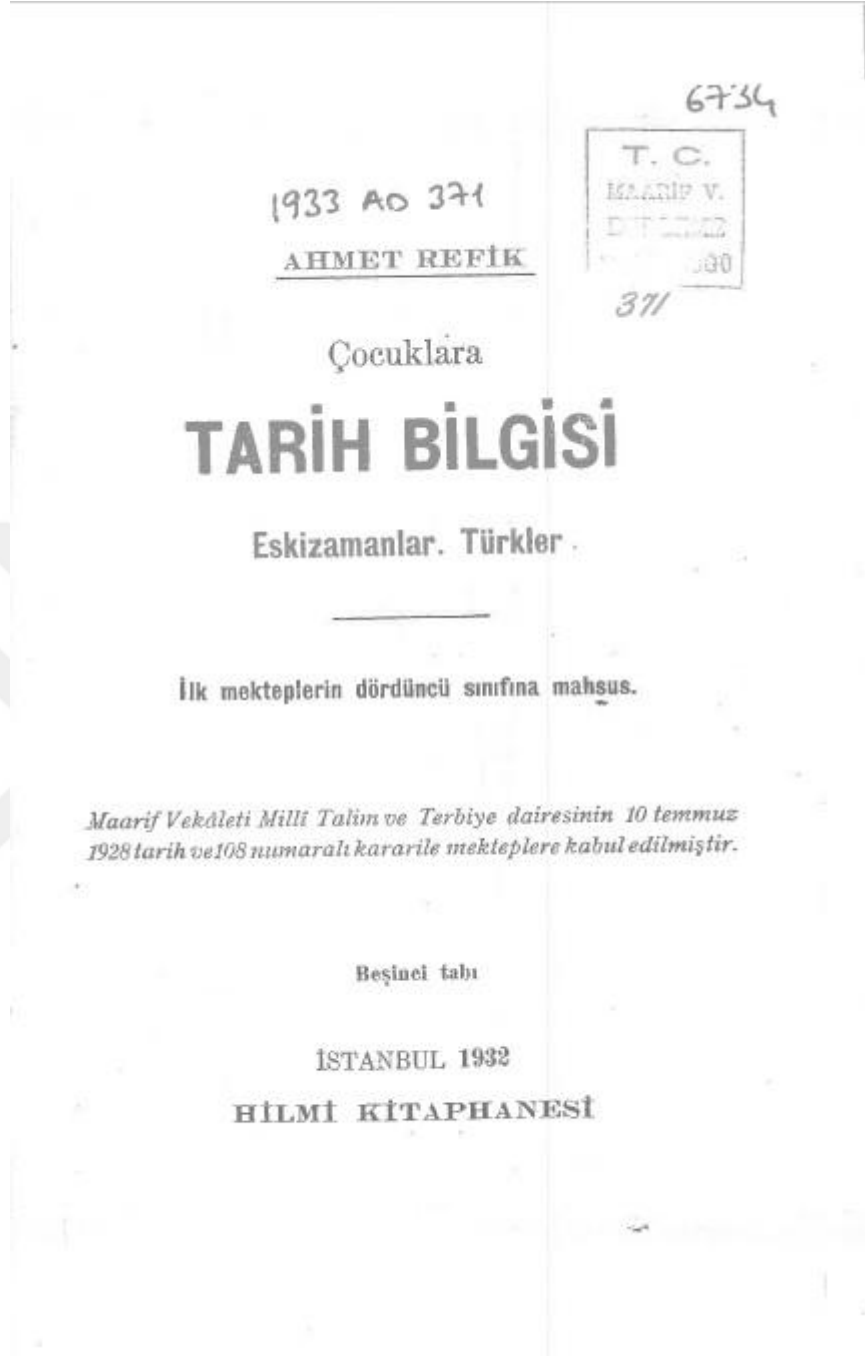 6734
T. C.
MAARİF V.
1933 AD 371
AHMET REFİK
371
Çocuklara
TARİH BİLGİSİ
Eskizamanlar. Türkler.
İlk mekteplerin dördüncü sınıfına mahsus.
Maarif Vekâleti Millî Talim ve Terbiye dairesinin 10 temmuz
1928 tarih ve108 numaralı kararile mekteplere kabul edilmiştir.
Beşinci tabı
İSTANBUL 1932
HİLMİ KİTAPHANESİ